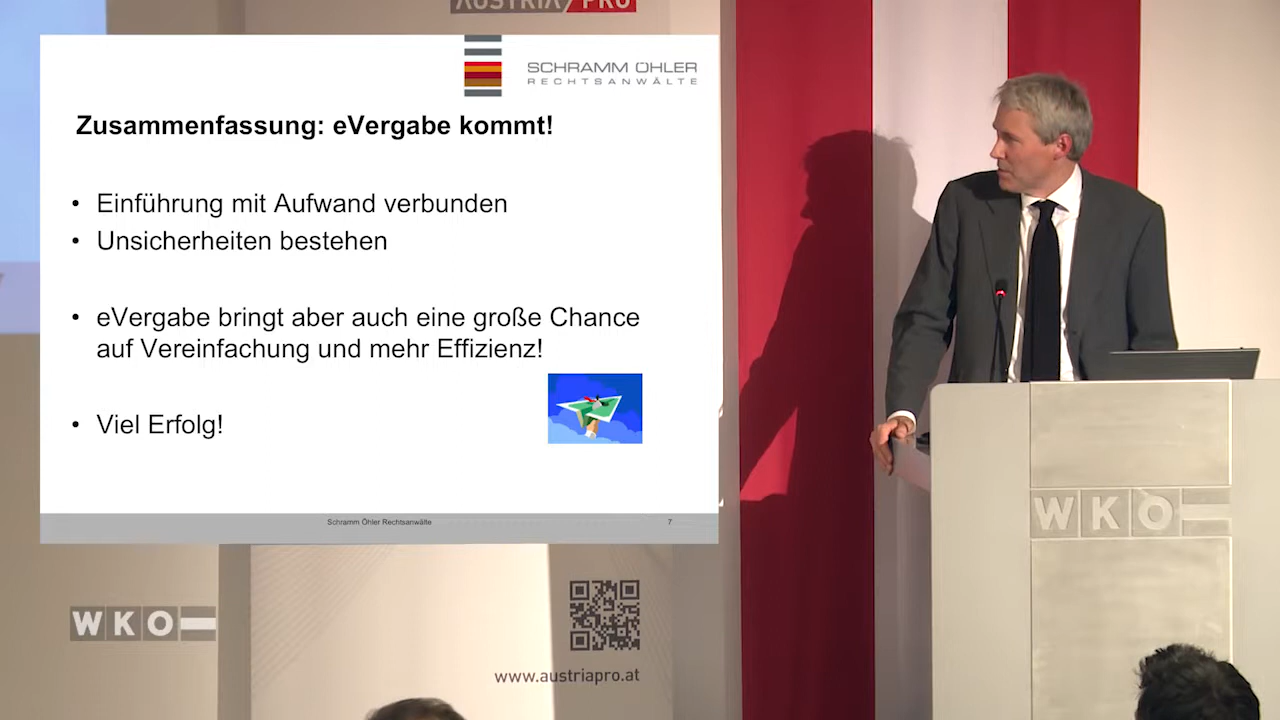 AUSTRIA/PRO
SCHRAMM ÖHLER
RECHTSANWÄLTE
Zusammenfassung: eVergabe kommt!
• Einführung mit Aufwand verbunden
• Unsicherheiten bestehen
• eVergabe bringt aber auch eine große Chance
auf Vereinfachung und mehr Effizienz!
• Viel Erfolg!
Schramm Öhler Rechtsanwälte 7
WKO
WKO
www.austriapro.at